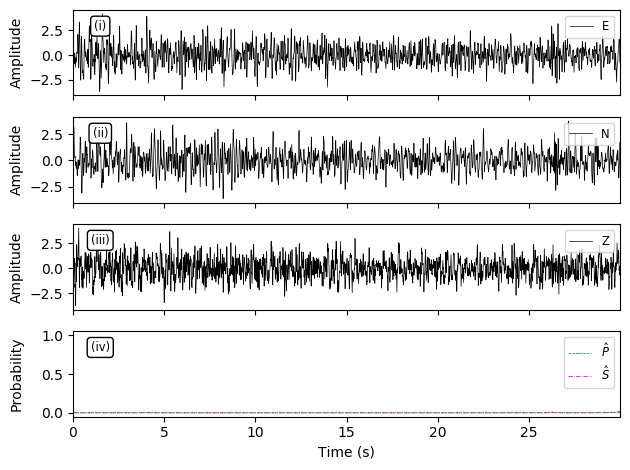 (i)
E
Amplitude
2.5
0.0
−2.5
(ii)
N
Amplitude
2.5
0.0
−2.5
(iii)
Z
Amplitude
2.5
0.0
−2.5
(iv)
P̂
Ŝ
Probability
1.0
0.5
0.0
0 5 10 15 20 25
Time (s)